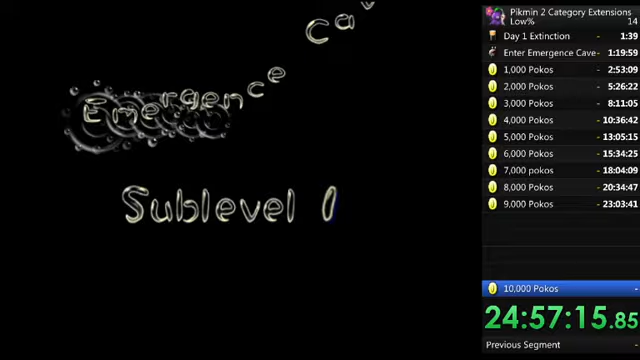 Cav
Emergence
Sublevel
Pikmin 2 Category Extensions
Low% 14
Day 1 Extinction - 1:39
Enter Emergence Cave - 1:19:59
1,000 Pokos - 2:53:09
2,000 Pokos - 5:26:22
3,000 Pokos - 8:11:05
4,000 Pokos - 10:36:42
5,000 Pokos - 13:05:15
6,000 Pokos - 15:34:25
7,000 pokos - 18:04:09
8,000 Pokos - 20:34:47
9,000 Pokos - 23:03:41
10,000 Pokos -
24:57:15.85
Previous Segment -